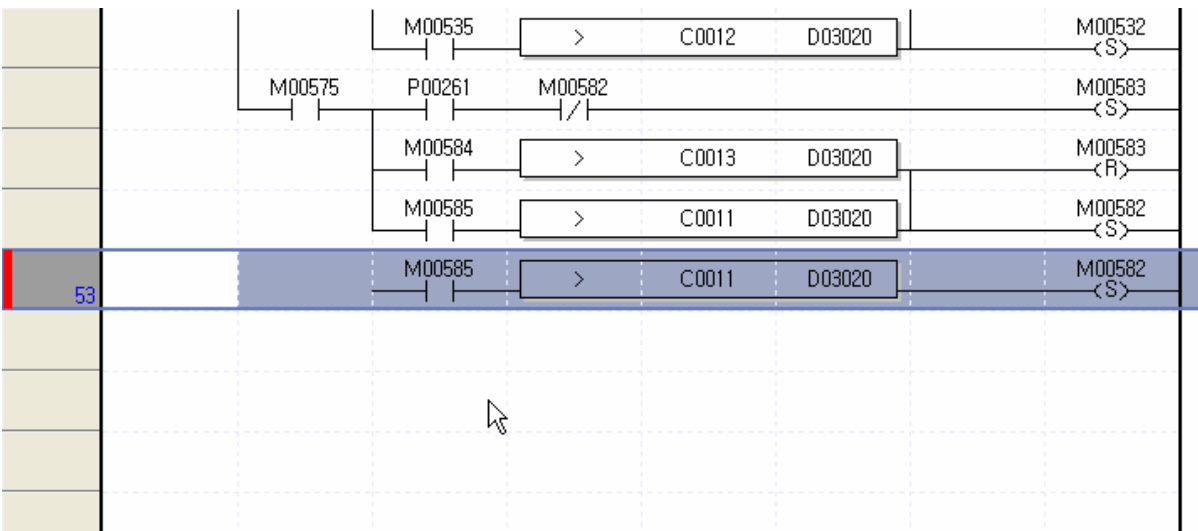 M00535 > C0012 D03020 M00532
(S)
M00575 P00261 M00582 M00583
(S)
M00584 > C0013 D03020 M00583
(R)
M00585 > C0011 D03020 M00582
(S)
M00585 > C0011 D03020 M00582
(S)
53